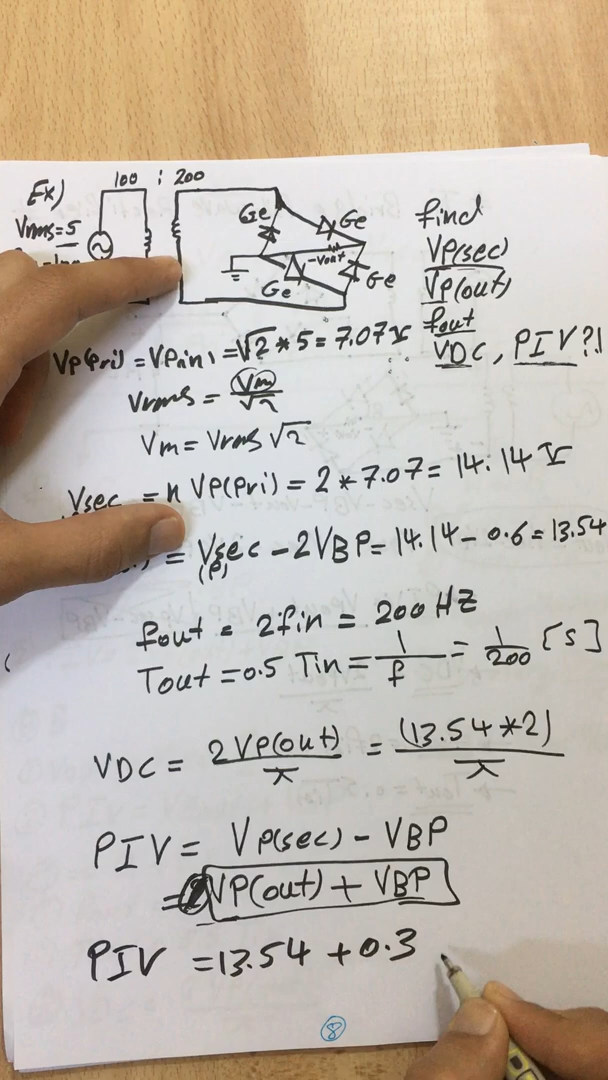 Ex)
100 : 200
Vrms=5
Ge
Ge
-Vout+
Ge
Ge
find
VP(sec)
VP(out)
fout
VDC, PIV?!
VP(Pri) = VP(in) = √2 * 5 = 7.07 V
Vrms = Vm/√2
Vm = Vrms √2
Vsec = n VP(Pri) = 2 * 7.07 = 14.14 V
= Vsec - 2VBP = 14.14 - 0.6 = 13.54
(P)
fout = 2fin = 200 HZ
Tout = 0.5 Tin = 1/f = 1/200 [s]
VDC = 2VP(out)/π = (13.54*2)/π
PIV = VP(sec) - VBP
= VP(out) + VBP
PIV = 13.54 + 0.3
8